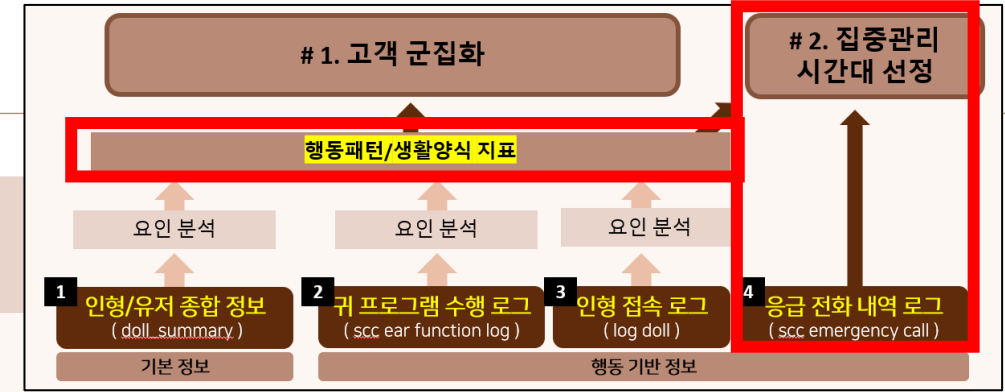 # 1. 고객 군집화
# 2. 집중관리
시간대 선정
행동패턴/생활양식 지표
요인 분석
요인 분석
요인 분석
1
인형/유저 종합 정보
( doll_summary )
2
귀 프로그램 수행 로그
( scc ear function log )
3
인형 접속 로그
( log doll )
4
응급 전화 내역 로그
( scc emergency call )
기본 정보
행동 기반 정보